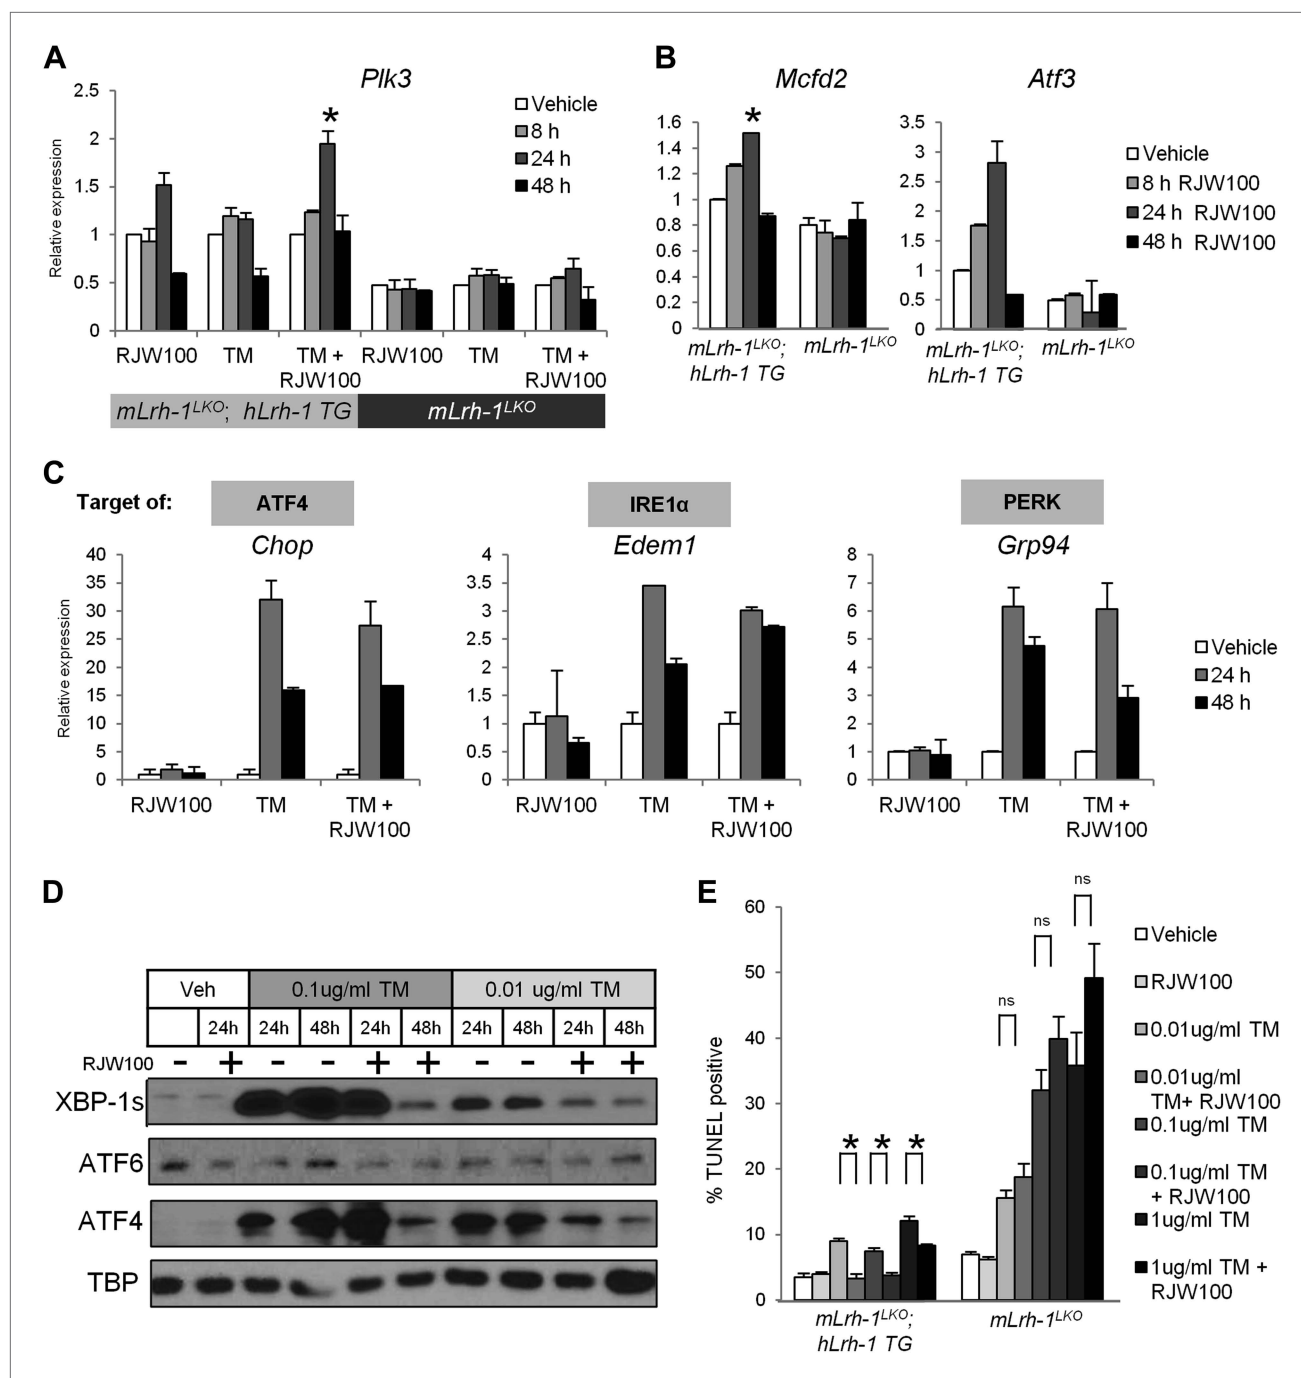 A
Plk3
2.5
2
1.5
1
0.5
0
Relative expression
*
Vehicle
8 h
24 h
48 h
RJW100
TM
TM +
RJW100
RJW100
TM
TM +
RJW100
mLrh-1LKO; hLrh-1 TG
mLrh-1LKO
B
Mcfd2
1.6
1.4
1.2
1
0.8
0.6
0.4
0.2
0
*
mLrh-1LKO;
hLrh-1 TG
mLrh-1LKO
Atf3
3.5
3
2.5
2
1.5
1
0.5
0
mLrh-1LKO;
hLrh-1 TG
mLrh-1LKO
Vehicle
8 h RJW100
24 h RJW100
48 h RJW100
C
Target of:
ATF4
IRE1α
PERK
Chop
40
35
30
25
20
15
10
5
0
Relative expression
RJW100
TM
TM +
RJW100
Edem1
4
3.5
3
2.5
2
1.5
1
0.5
0
RJW100
TM
TM +
RJW100
Grp94
8
7
6
5
4
3
2
1
0
RJW100
TM
TM +
RJW100
Vehicle
24 h
48 h
D
Veh 0.1ug/ml TM 0.01 ug/ml TM
24h 24h 48h 24h 48h 24h 48h 24h 48h
RJW100 - + - - + + - - + +
XBP-1s
ATF6
ATF4
TBP
E
60
50
40
30
20
10
0
% TUNEL positive
* * *
ns
ns
ns
mLrh-1LKO;
hLrh-1 TG
mLrh-1LKO
Vehicle
RJW100
0.01ug/ml TM
0.01ug/ml
TM+ RJW100
0.1ug/ml TM
0.1ug/ml TM
+ RJW100
1ug/ml TM
1ug/ml TM +
RJW100